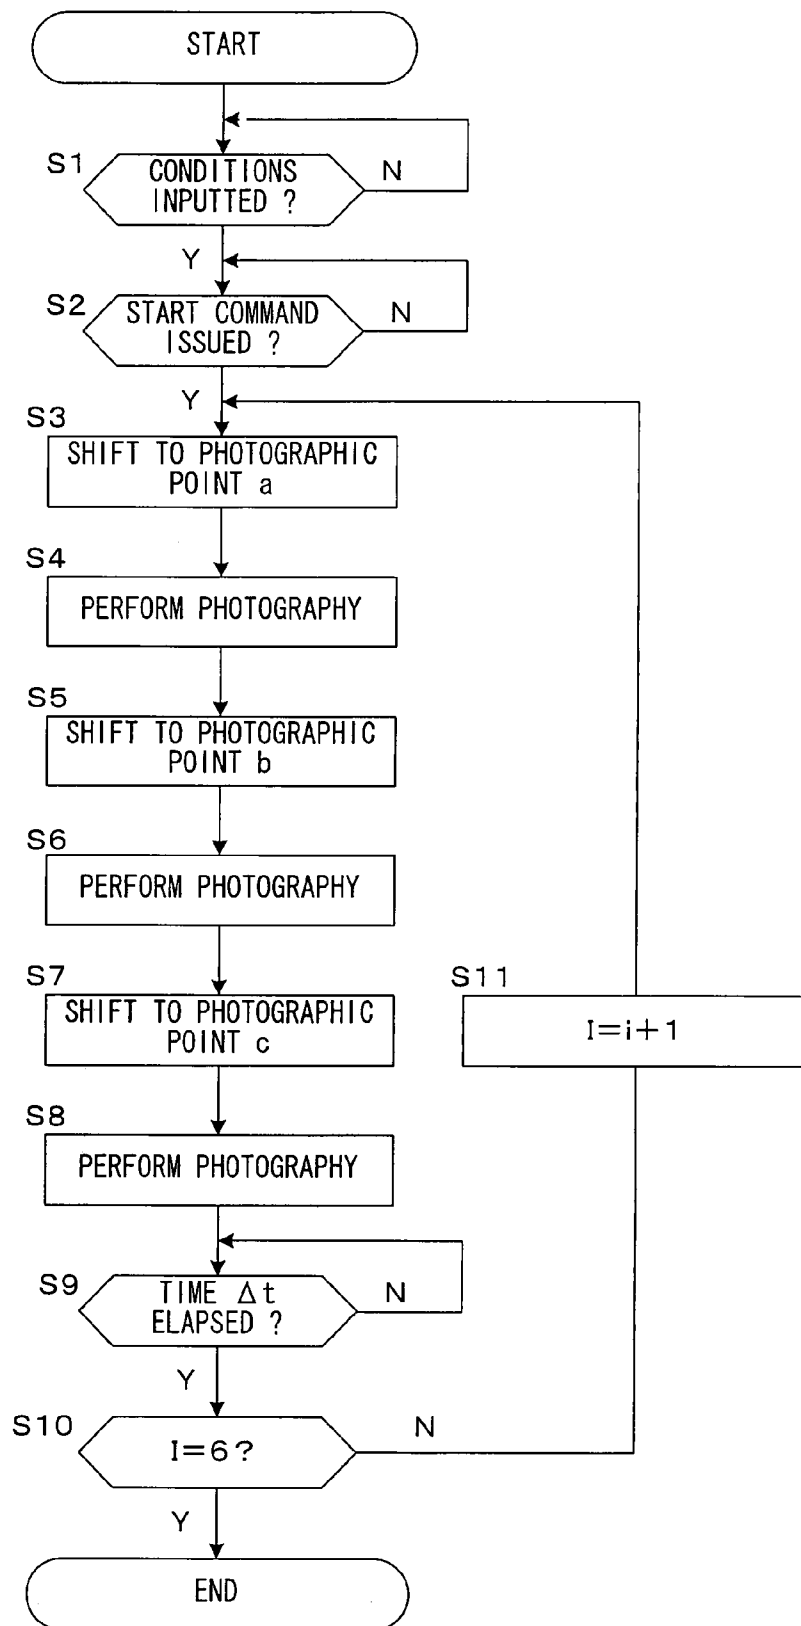 START
S1
CONDITIONS
INPUTTED ?
N
Y
S2
START COMMAND
ISSUED ?
N
Y
S3
SHIFT TO PHOTOGRAPHIC
POINT a
S4
PERFORM PHOTOGRAPHY
S5
SHIFT TO PHOTOGRAPHIC
POINT b
S6
PERFORM PHOTOGRAPHY
S7
SHIFT TO PHOTOGRAPHIC
POINT c
S11
I=i+1
S8
PERFORM PHOTOGRAPHY
S9
TIME Δt
ELAPSED ?
N
Y
S10
I=6?
N
Y
END